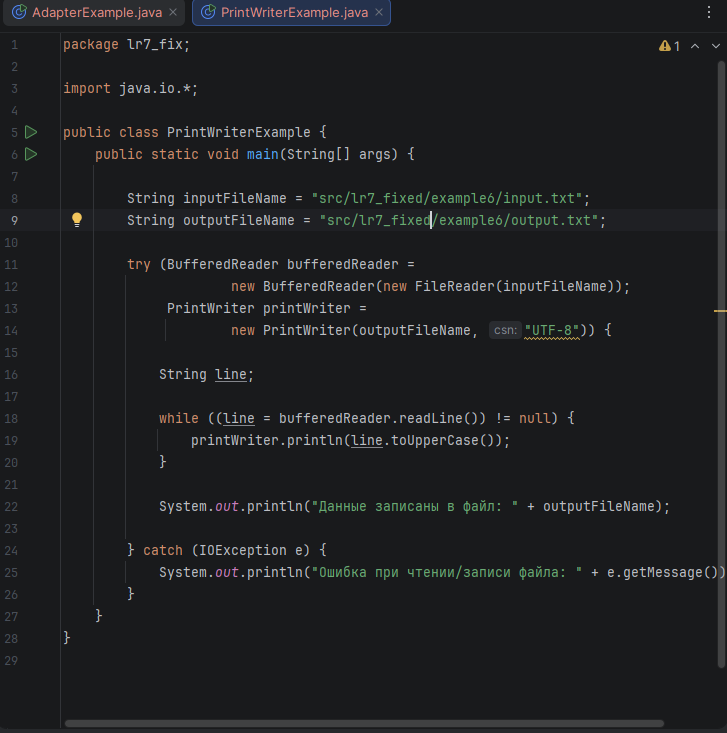 AdapterExample.java × PrintWriterExample.java ×
1 package lr7_fix; 1
2
3 import java.io.*;
4
5 public class PrintWriterExample {
6 public static void main(String[] args) {
7
8 String inputFileName = "src/lr7_fixed/example6/input.txt";
9 String outputFileName = "src/lr7_fixed/example6/output.txt";
10
11 try (BufferedReader bufferedReader =
12 new BufferedReader(new FileReader(inputFileName));
13 PrintWriter printWriter =
14 new PrintWriter(outputFileName, csn: "UTF-8")) {
15
16 String line;
17
18 while ((line = bufferedReader.readLine()) != null) {
19 printWriter.println(line.toUpperCase());
20 }
21
22 System.out.println("Данные записаны в файл: " + outputFileName);
23
24 } catch (IOException e) {
25 System.out.println("Ошибка при чтении/записи файла: " + e.getMessage())
26 }
27 }
28 }
29